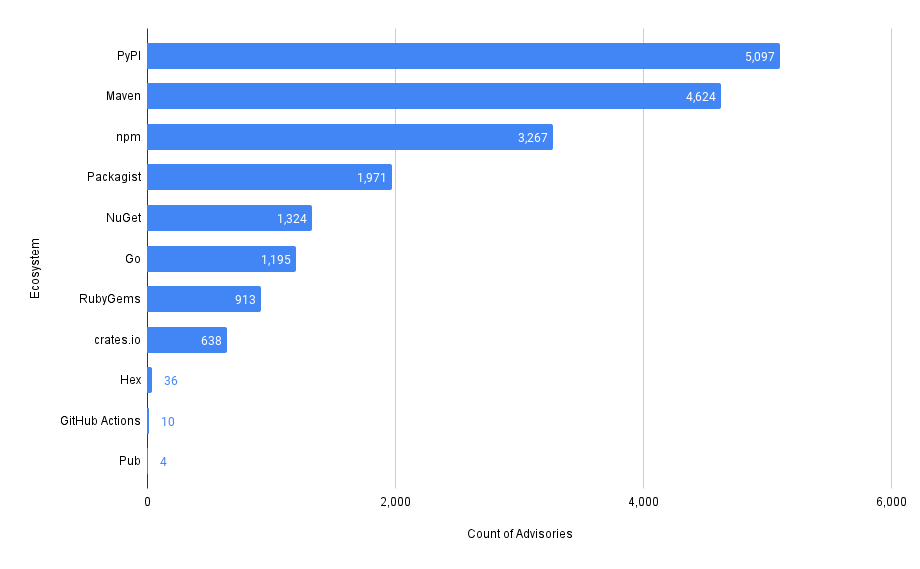 PyPI 5,097
Maven 4,624
npm 3,267
Packagist 1,971
NuGet 1,324
Go 1,195
RubyGems 913
crates.io 638
Hex 36
GitHub Actions 10
Pub 4
Ecosystem
0 2,000 4,000 6,000
Count of Advisories